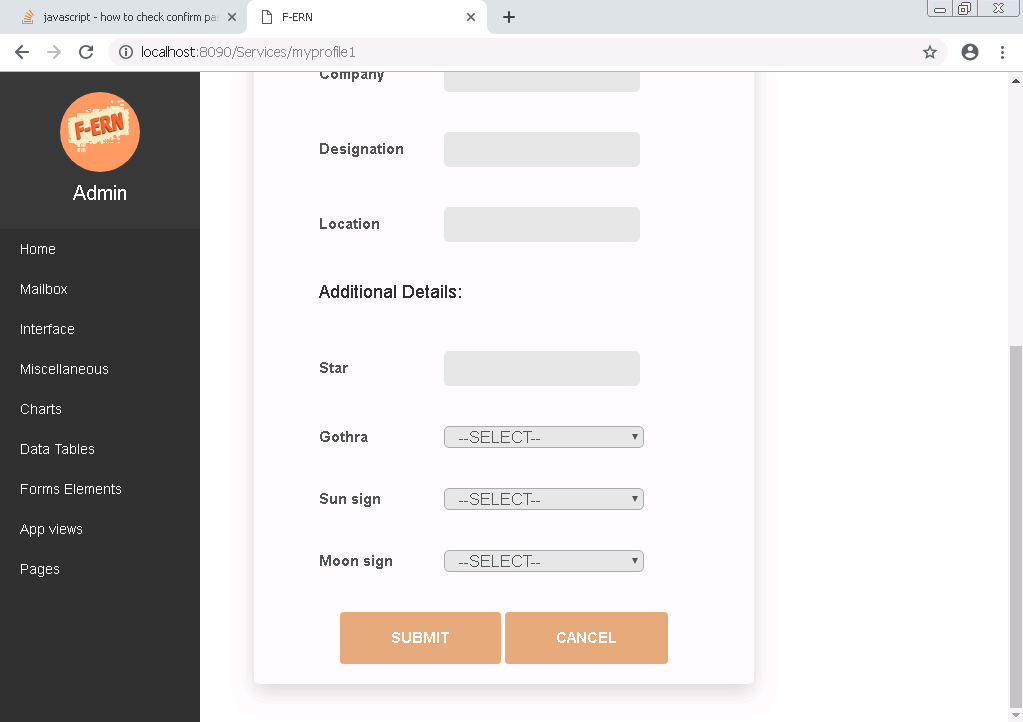 javascript - how to check confirm pa
F-ERN
localhost:8090/Services/myprofile1
F-ERN
Admin
Home
Mailbox
Interface
Miscellaneous
Charts
Data Tables
Forms Elements
App views
Pages
Company
Designation
Location
Additional Details:
Star
Gothra --SELECT--
Sun sign --SELECT--
Moon sign --SELECT--
SUBMIT CANCEL